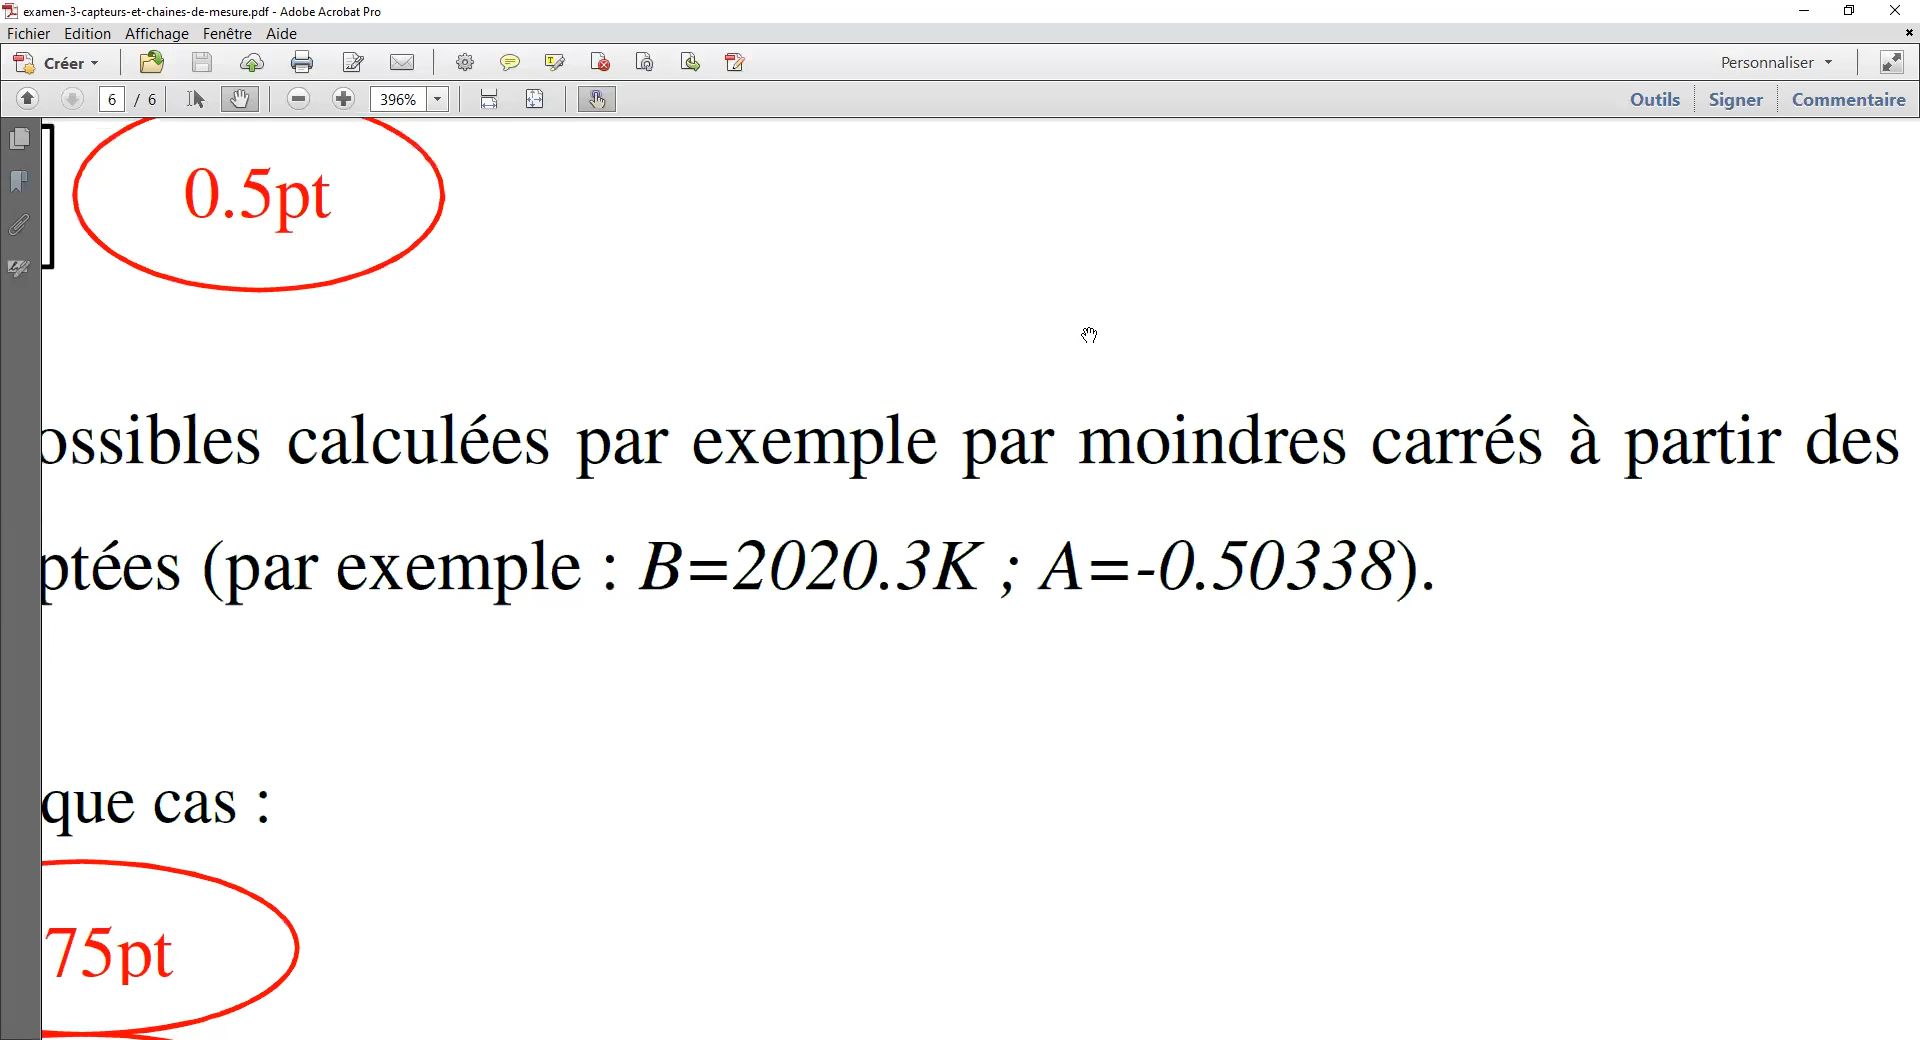 examen-3-capteurs-et-chaines-de-mesure.pdf - Adobe Acrobat Pro
Fichier Edition Affichage Fenêtre Aide
Créer Personnaliser
6 / 6 396% Outils Signer Commentaire
0.5pt
ossibles calculées par exemple par moindres carrés à partir des
ptées (par exemple : B=2020.3K ; A=-0.50338).
que cas :
75pt